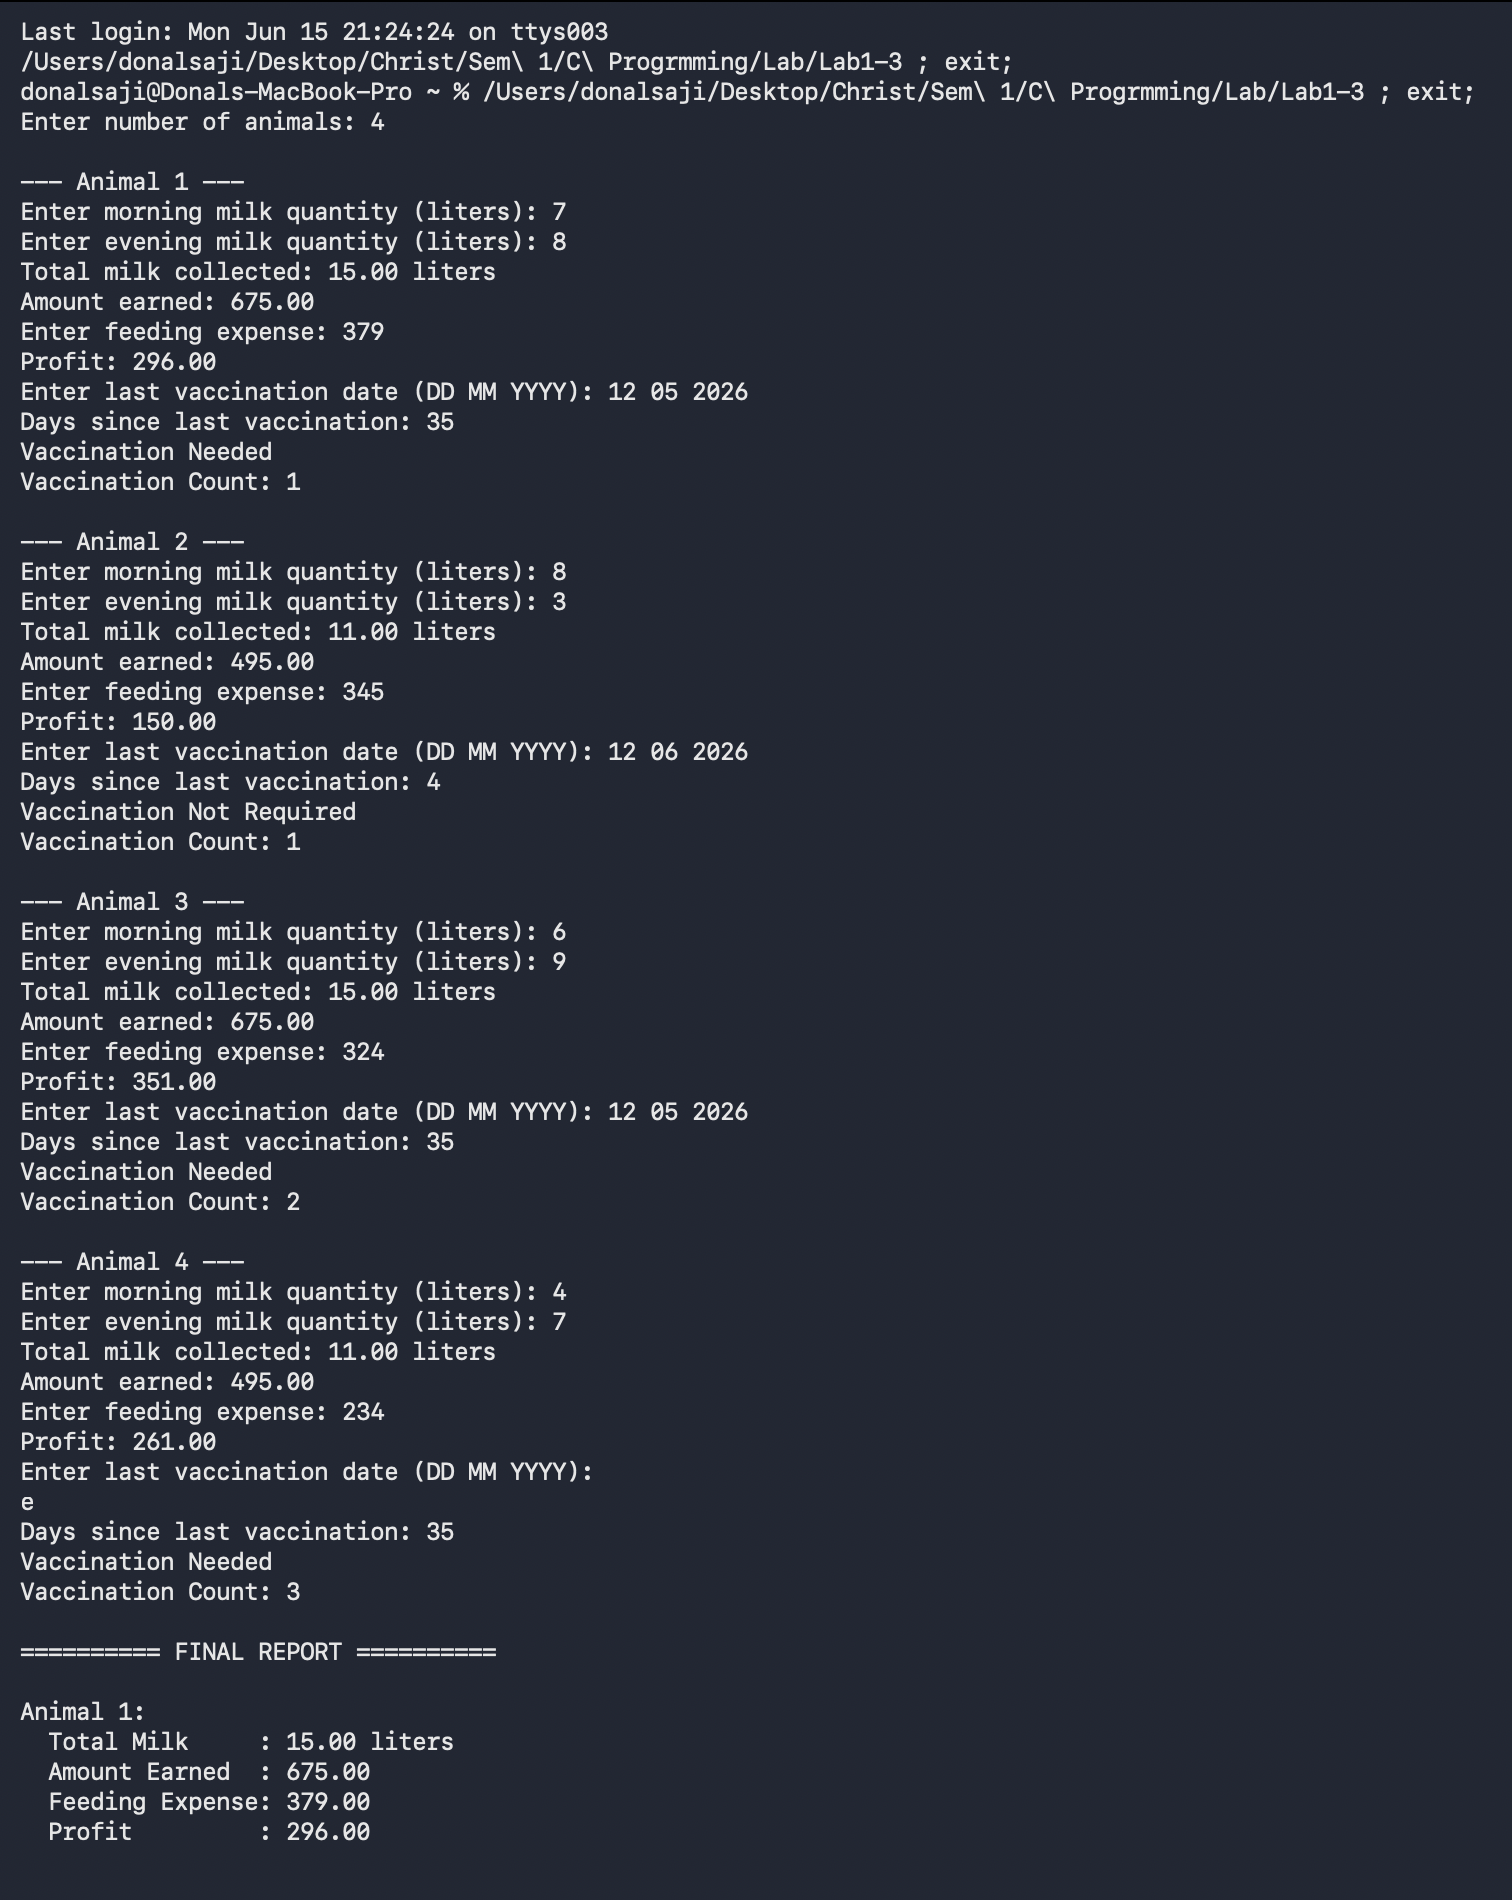 Last login: Mon Jun 15 21:24:24 on ttys003
/Users/donalsaji/Desktop/Christ/Sem\ 1/C\ Progrmming/Lab/Lab1-3 ; exit;
donalsaji@Donals-MacBook-Pro ~ % /Users/donalsaji/Desktop/Christ/Sem\ 1/C\ Progrmming/Lab/Lab1-3 ; exit;
Enter number of animals: 4

--- Animal 1 ---
Enter morning milk quantity (liters): 7
Enter evening milk quantity (liters): 8
Total milk collected: 15.00 liters
Amount earned: 675.00
Enter feeding expense: 379
Profit: 296.00
Enter last vaccination date (DD MM YYYY): 12 05 2026
Days since last vaccination: 35
Vaccination Needed
Vaccination Count: 1

--- Animal 2 ---
Enter morning milk quantity (liters): 8
Enter evening milk quantity (liters): 3
Total milk collected: 11.00 liters
Amount earned: 495.00
Enter feeding expense: 345
Profit: 150.00
Enter last vaccination date (DD MM YYYY): 12 06 2026
Days since last vaccination: 4
Vaccination Not Required
Vaccination Count: 1

--- Animal 3 ---
Enter morning milk quantity (liters): 6
Enter evening milk quantity (liters): 9
Total milk collected: 15.00 liters
Amount earned: 675.00
Enter feeding expense: 324
Profit: 351.00
Enter last vaccination date (DD MM YYYY): 12 05 2026
Days since last vaccination: 35
Vaccination Needed
Vaccination Count: 2

--- Animal 4 ---
Enter morning milk quantity (liters): 4
Enter evening milk quantity (liters): 7
Total milk collected: 11.00 liters
Amount earned: 495.00
Enter feeding expense: 234
Profit: 261.00
Enter last vaccination date (DD MM YYYY):
e
Days since last vaccination: 35
Vaccination Needed
Vaccination Count: 3

========== FINAL REPORT ==========

Animal 1:
  Total Milk     : 15.00 liters
  Amount Earned  : 675.00
  Feeding Expense: 379.00
  Profit         : 296.00